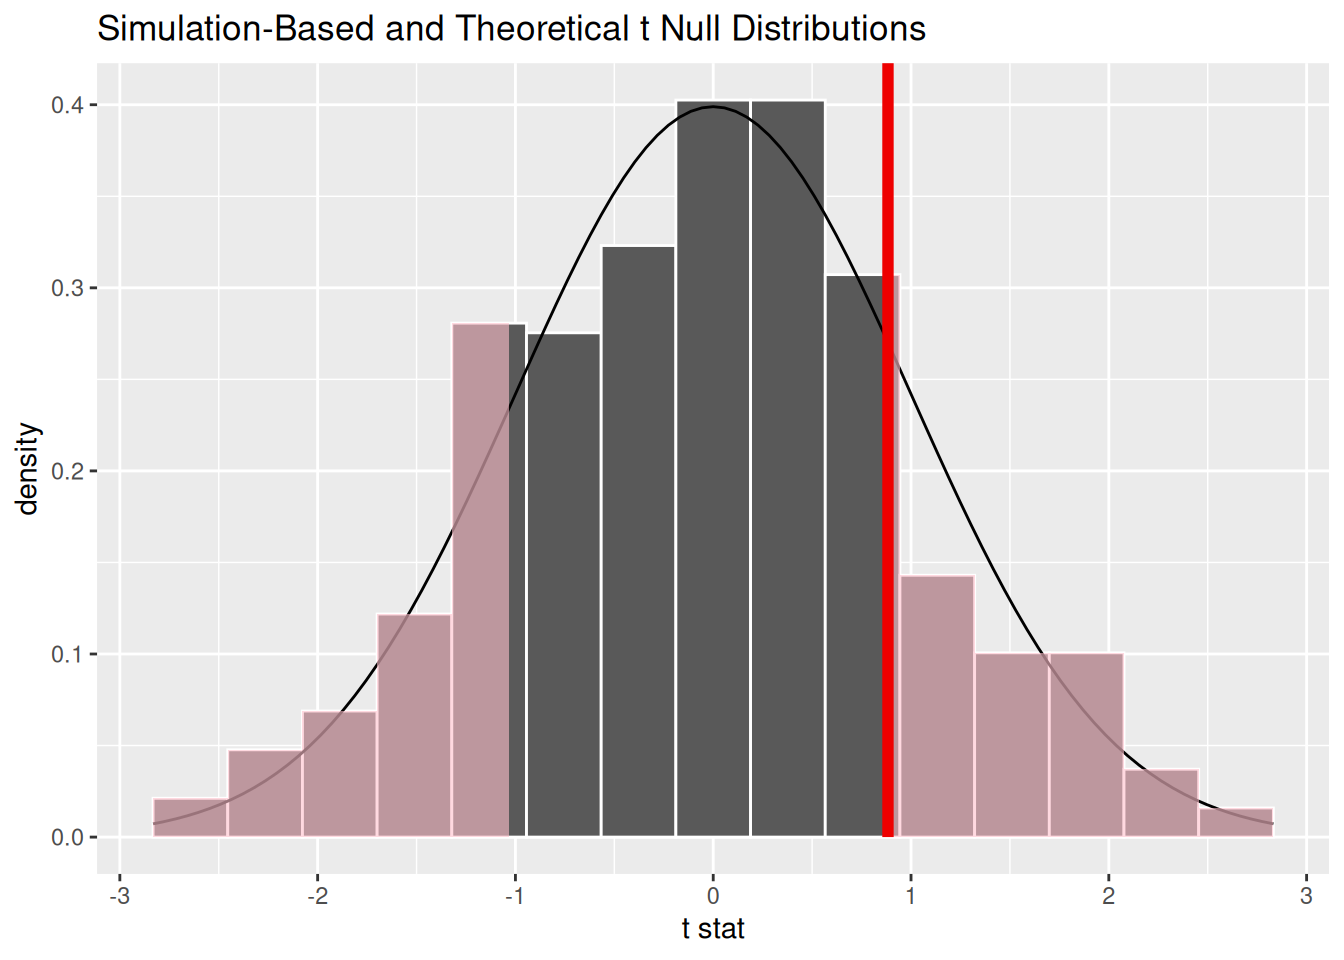 Simulation-Based and Theoretical t Null Distributions
0.4
0.3
0.2
0.1
0.0
density
-3 -2 -1 0 1 2 3
t stat